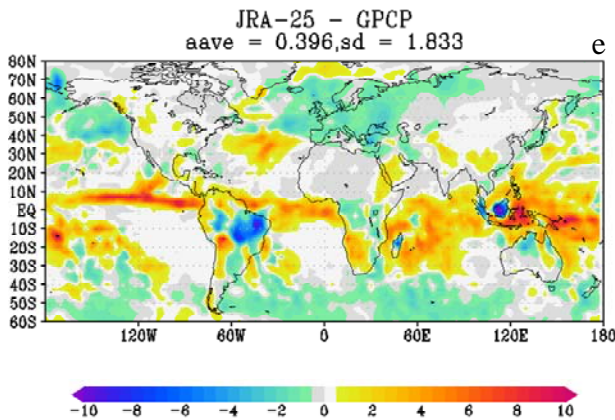 JRA-25 - GPCP
aave = 0.396,sd = 1.833
e
80N
70N
60N
50N
40N
30N
20N
10N
EQ
10S
20S
30S
40S
50S
60S
120W 60W 0 60E 120E 180
-10 -8 -6 -4 -2 0 2 4 6 8 10